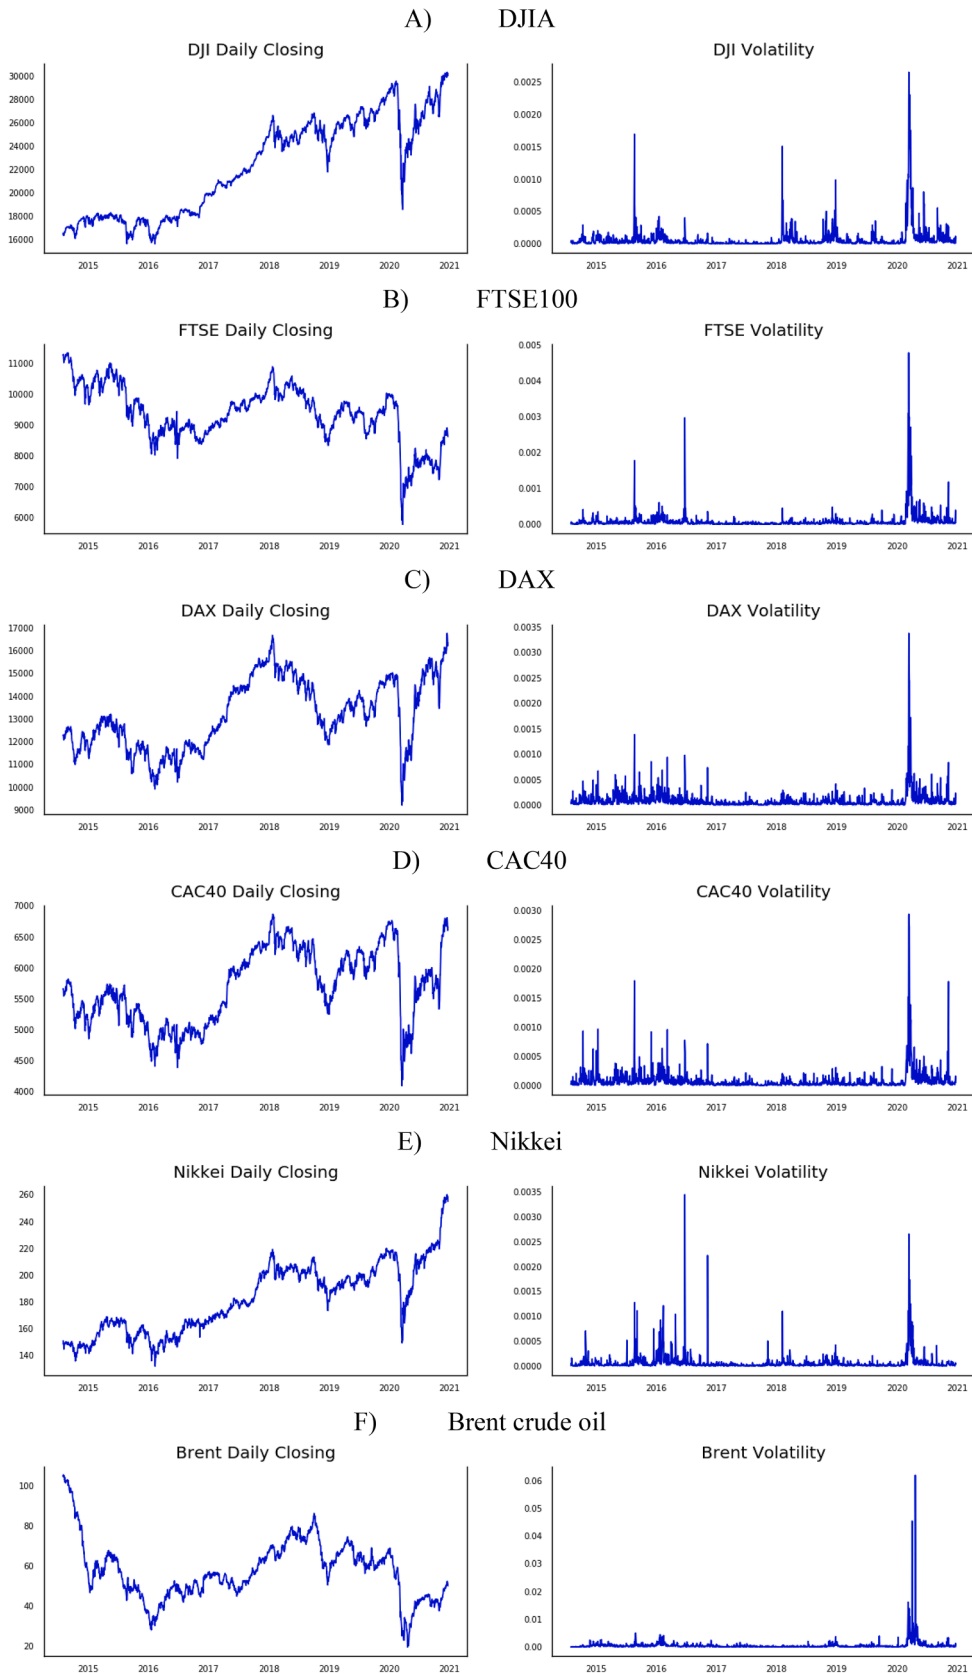 A) DJIA
DJI Daily Closing
30000
28000
26000
24000
22000
20000
18000
16000
2015 2016 2017 2018 2019 2020 2021
DJI Volatility
0.0025
0.0020
0.0015
0.0010
0.0005
0.0000
2015 2016 2017 2018 2019 2020 2021
B) FTSE100
FTSE Daily Closing
11000
10000
9000
8000
7000
6000
2015 2016 2017 2018 2019 2020 2021
FTSE Volatility
0.005
0.004
0.003
0.002
0.001
0.000
2015 2016 2017 2018 2019 2020 2021
C) DAX
DAX Daily Closing
17000
16000
15000
14000
13000
12000
11000
10000
9000
2015 2016 2017 2018 2019 2020 2021
DAX Volatility
0.0035
0.0030
0.0025
0.0020
0.0015
0.0010
0.0005
0.0000
2015 2016 2017 2018 2019 2020 2021
D) CAC40
CAC40 Daily Closing
7000
6500
6000
5500
5000
4500
4000
2015 2016 2017 2018 2019 2020 2021
CAC40 Volatility
0.0030
0.0025
0.0020
0.0015
0.0010
0.0005
0.0000
2015 2016 2017 2018 2019 2020 2021
E) Nikkei
Nikkei Daily Closing
260
240
220
200
180
160
140
2015 2016 2017 2018 2019 2020 2021
Nikkei Volatility
0.0035
0.0030
0.0025
0.0020
0.0015
0.0010
0.0005
0.0000
2015 2016 2017 2018 2019 2020 2021
F) Brent crude oil
Brent Daily Closing
100
80
60
40
20
2015 2016 2017 2018 2019 2020 2021
Brent Volatility
0.06
0.05
0.04
0.03
0.02
0.01
0.00
2015 2016 2017 2018 2019 2020 2021